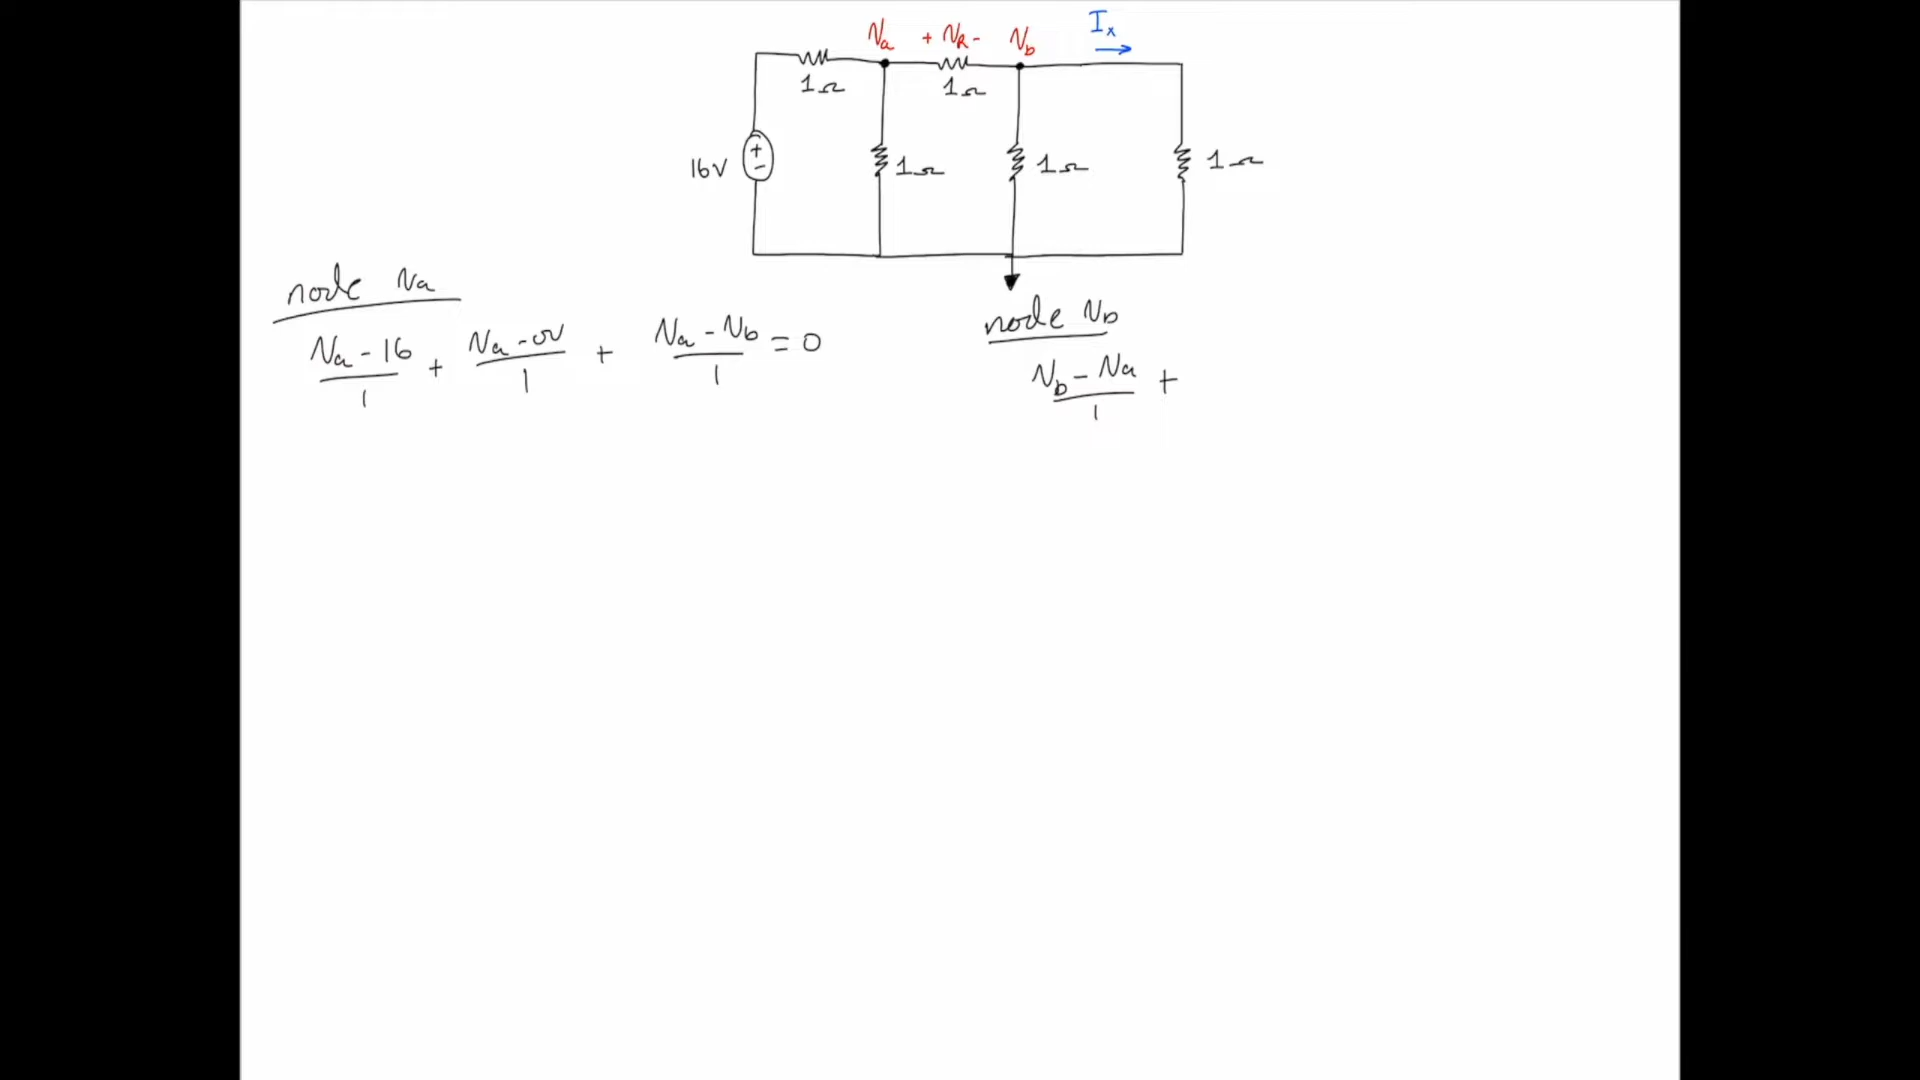 Va + VR - Vb Ix
1Ω 1Ω
16V + - 1Ω 1Ω 1Ω
node Va
Va - 16 / 1 + Va - 0V / 1 + Va - Vb / 1 = 0
node Vb
Vb - Va / 1 +